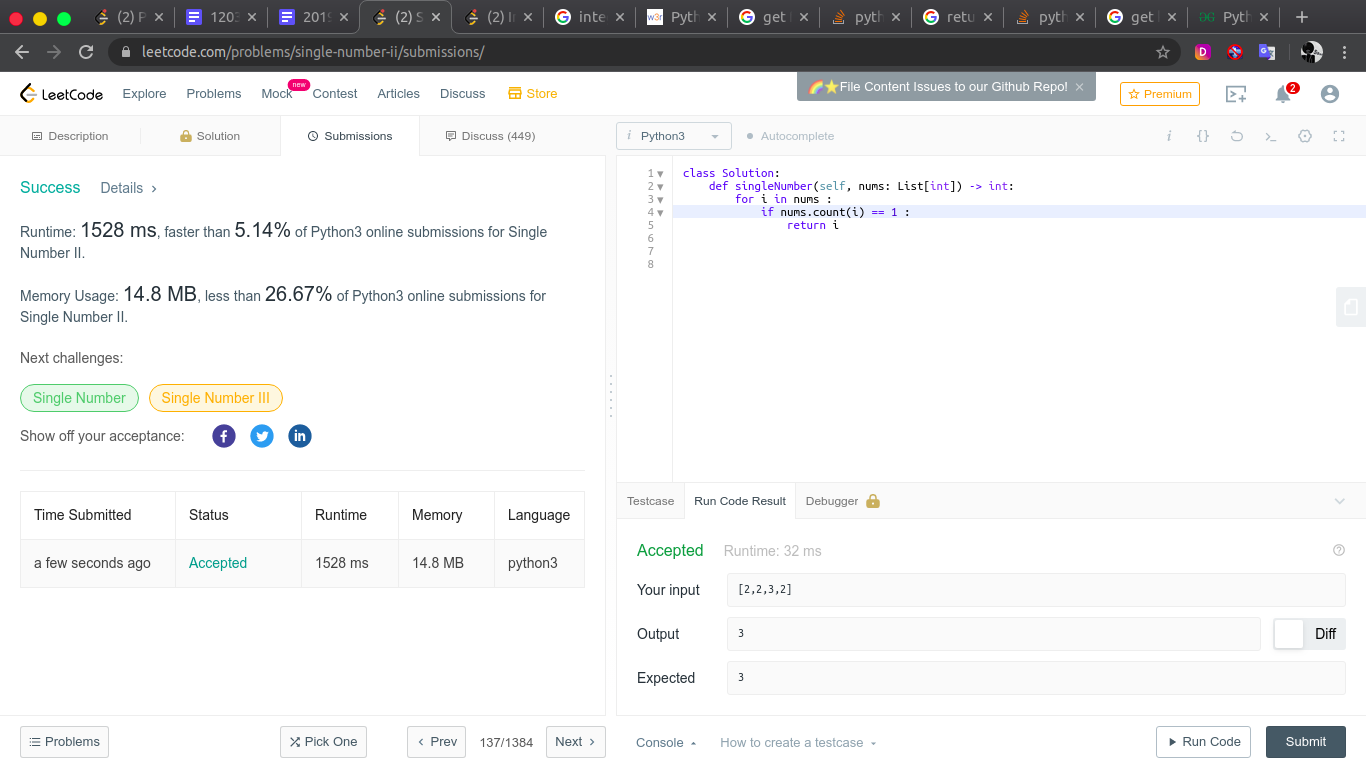 (2) P
1203
2019
(2) S
(2) I
inte
w3r Pyth
get
pyth
retu
pyth
get
Pyth
leetcode.com/problems/single-number-ii/submissions/
LeetCode
Explore
Problems
Mock
new
Contest
Articles
Discuss
Store
🌈⭐File Content Issues to our Github Repo! ×
Premium
2
Description
Solution
Submissions
Discuss (449)
i Python3
Autocomplete
Success
Details
Runtime: 1528 ms, faster than 5.14% of Python3 online submissions for Single
Number II.
Memory Usage: 14.8 MB, less than 26.67% of Python3 online submissions for
Single Number II.
Next challenges:
Single Number
Single Number III
Show off your acceptance:
Time Submitted Status Runtime Memory Language
a few seconds ago Accepted 1528 ms 14.8 MB python3
1 class Solution:
2 def singleNumber(self, nums: List[int]) -> int:
3 for i in nums :
4 if nums.count(i) == 1 :
5 return i
6
7
8
Testcase
Run Code Result
Debugger
Accepted
Runtime: 32 ms
Your input
[2,2,3,2]
Output
3
Diff
Expected
3
Problems
Pick One
Prev
137/1384
Next
Console
How to create a testcase
Run Code
Submit